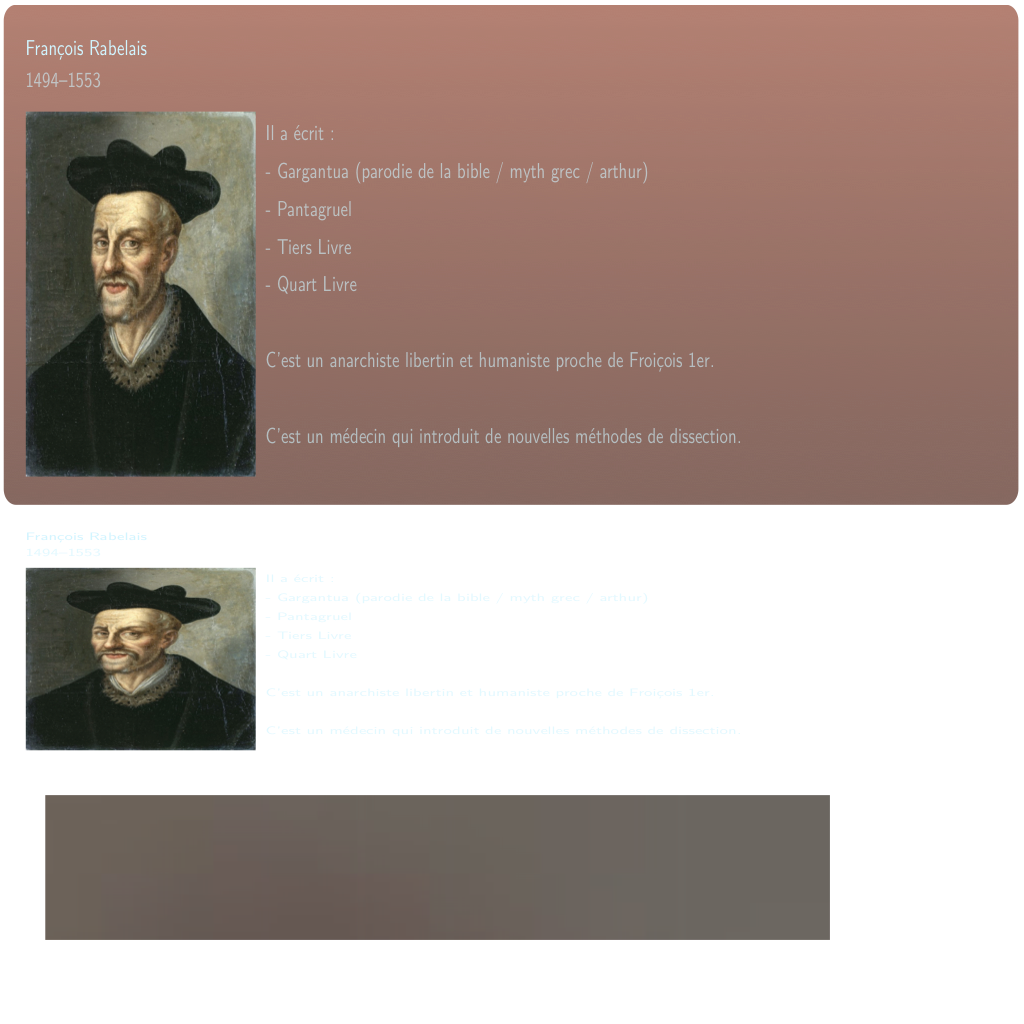 François Rabelais
1494–1553
Il a écrit :
- Gargantua (parodie de la bible / myth grec / arthur)
- Pantagruel
- Tiers Livre
- Quart Livre
C'est un anarchiste libertin et humaniste proche de Froiçois 1er.
C'est un médecin qui introduit de nouvelles méthodes de dissection.
François Rabelais
1494–1553
Il a écrit :
- Gargantua (parodie de la bible / myth grec / arthur)
- Pantagruel
- Tiers Livre
- Quart Livre
C'est un anarchiste libertin et humaniste proche de Froiçois 1er.
C'est un médecin qui introduit de nouvelles méthodes de dissection.